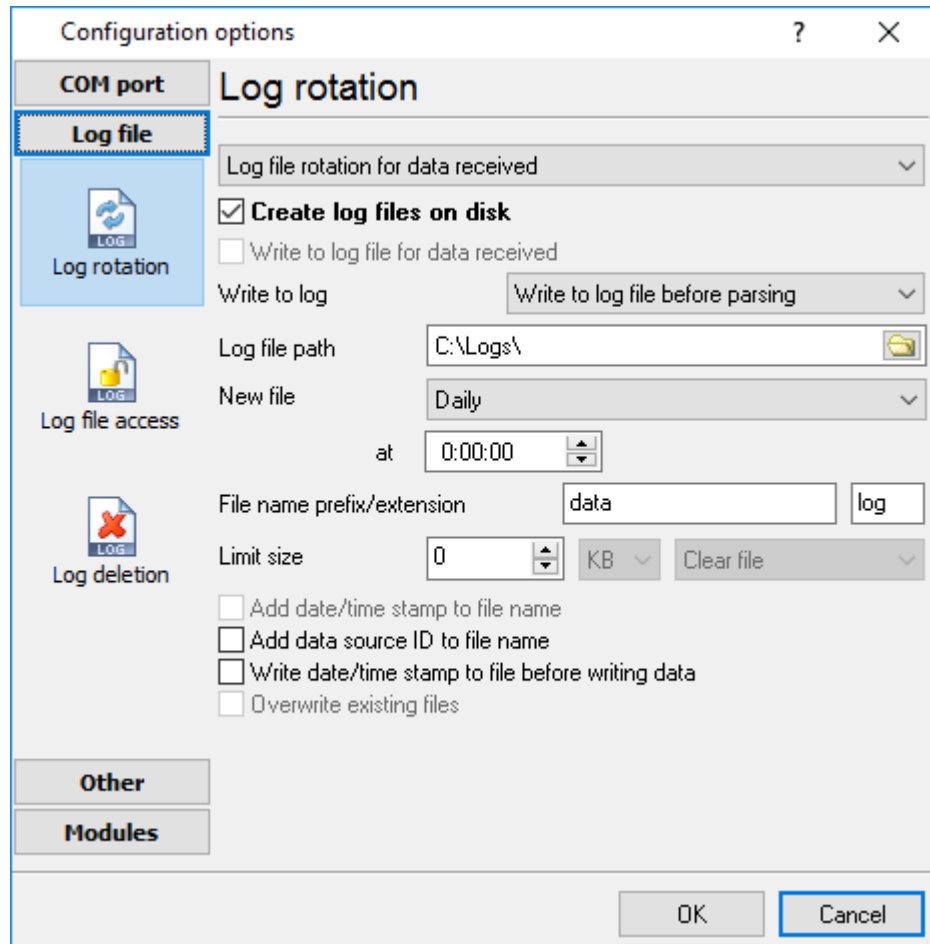 Configuration options ?
COM port
Log file
LOG
Log rotation
LOG
Log file access
LOG
Log deletion
Other
Modules
Log rotation
Log file rotation for data received
Create log files on disk
Write to log file for data received
Write to log Write to log file before parsing
Log file path C:\Logs\
New file Daily
at 0:00:00
File name prefix/extension data log
Limit size 0 KB Clear file
Add date/time stamp to file name
Add data source ID to file name
Write date/time stamp to file before writing data
Overwrite existing files
OK Cancel